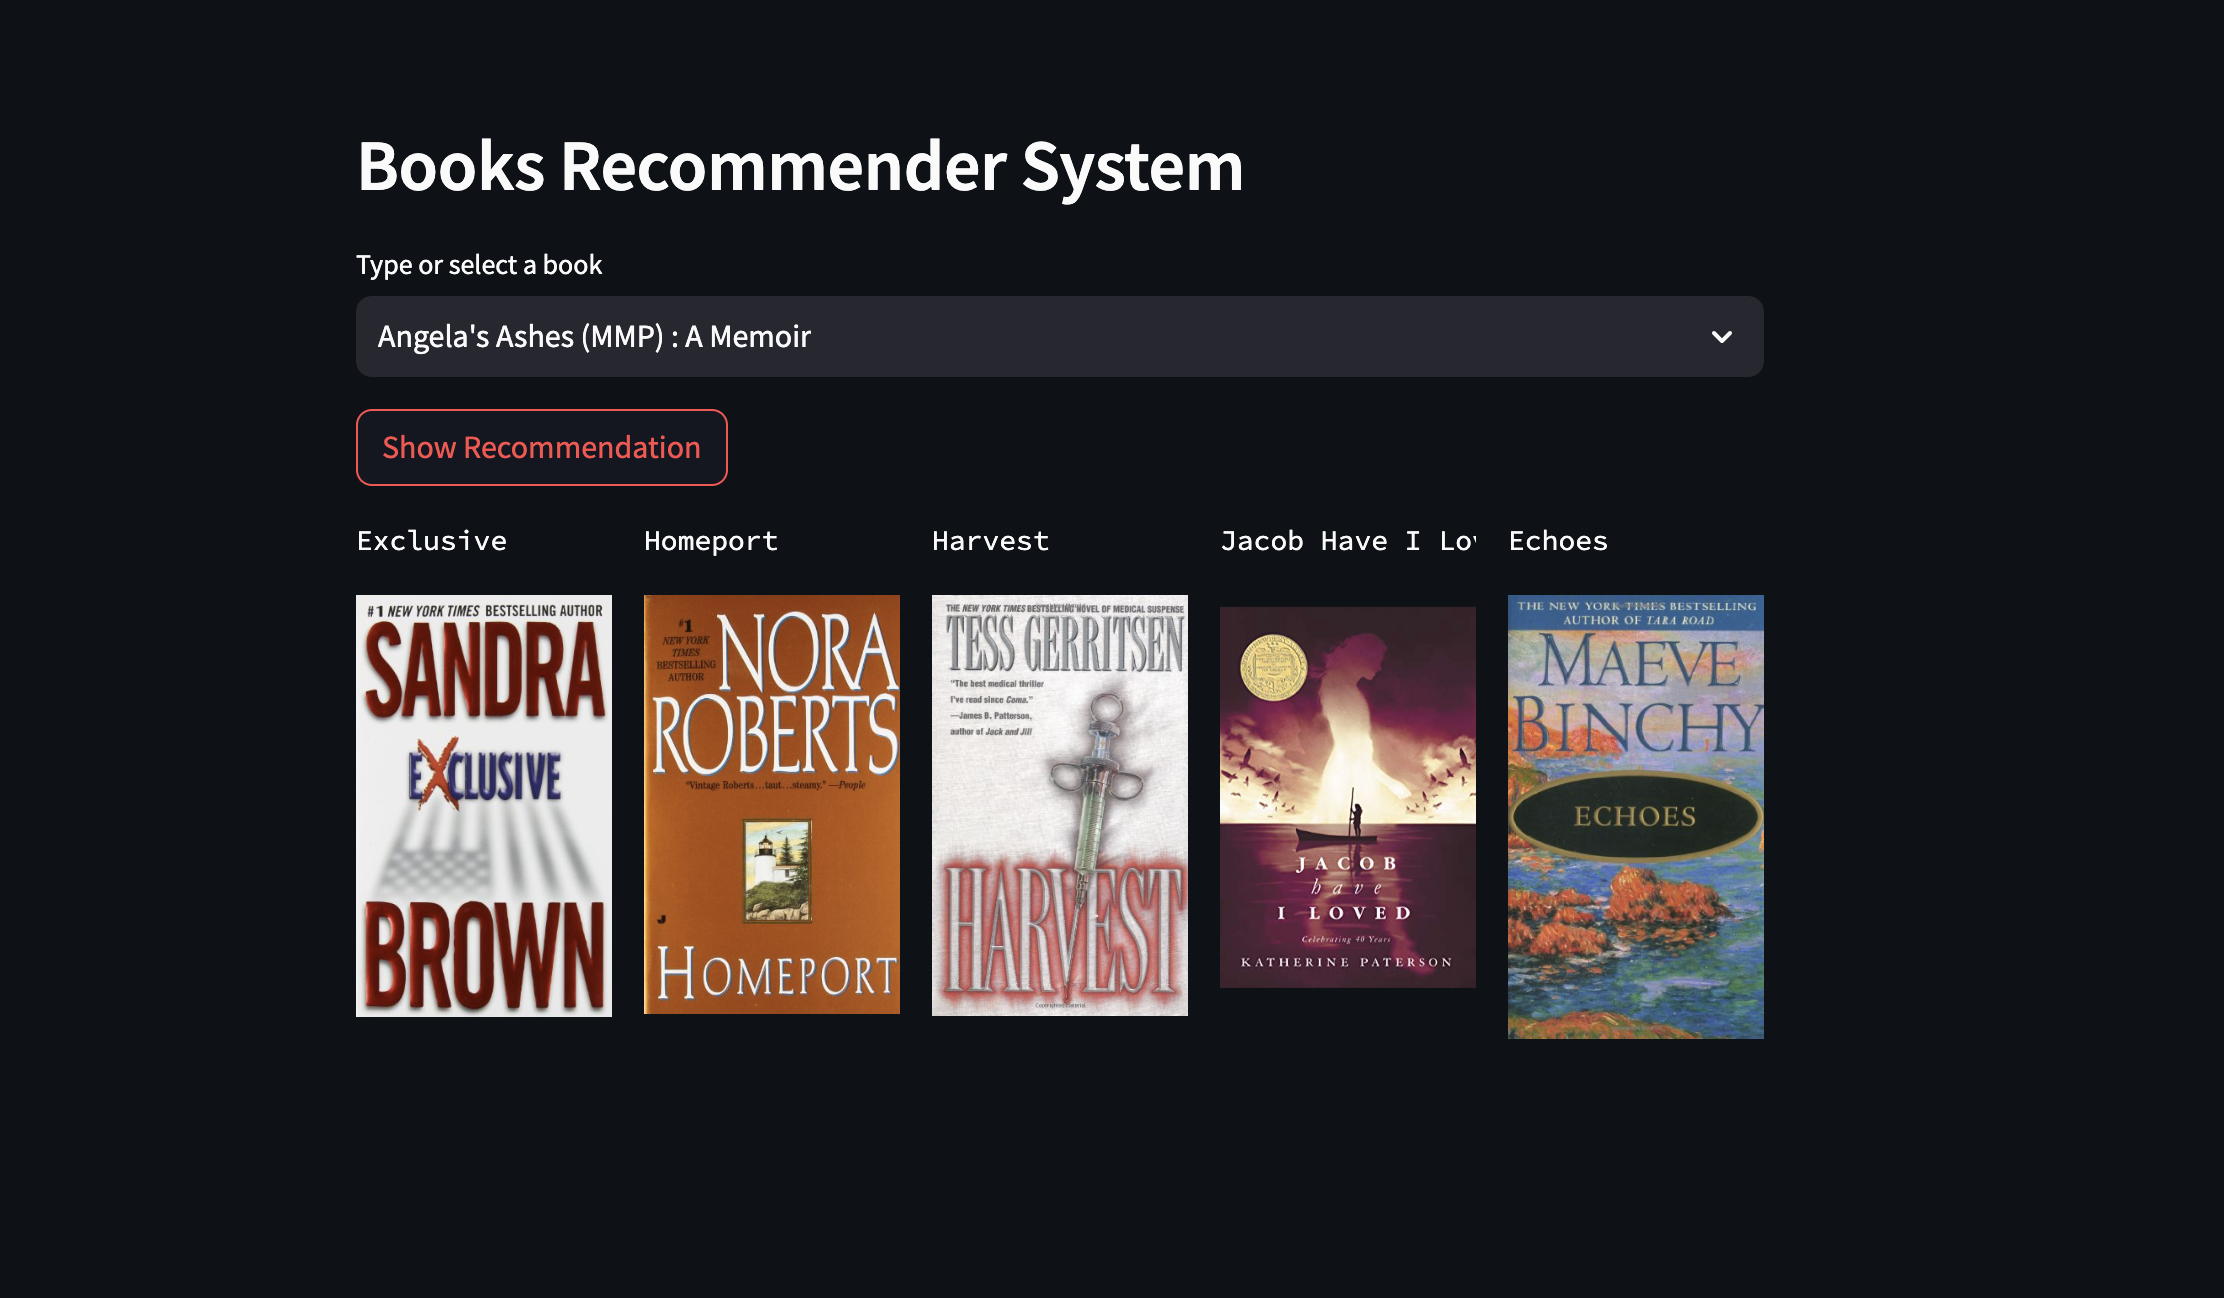 Books Recommender System
Type or select a book
Angela's Ashes (MMP) : A Memoir
Show Recommendation
Exclusive
Homeport
Harvest
Jacob Have I Lov
Echoes
#1 NEW YORK TIMES BESTSELLING AUTHOR
SANDRA
EXCLUSIVE
BROWN
#1
NEW YORK
TIMES
BESTSELLING
AUTHOR
NORA
ROBERTS
"Vintage Roberts...taut...steamy." —People
J
HOMEPORT
THE NEW YORK TIMES BESTSELLING NOVEL OF MEDICAL SUSPENSE
TESS GERRITSEN
"The best medical thriller
I've read since Coma."
—James B. Patterson,
author of Jack and Jill
HARVEST
Copyrighted Material
JACOB
have
I LOVED
Celebrating 40 Years
KATHERINE PATERSON
THE NEW YORK TIMES BESTSELLING
AUTHOR OF TARA ROAD
MAEVE
BINCHY
ECHOES